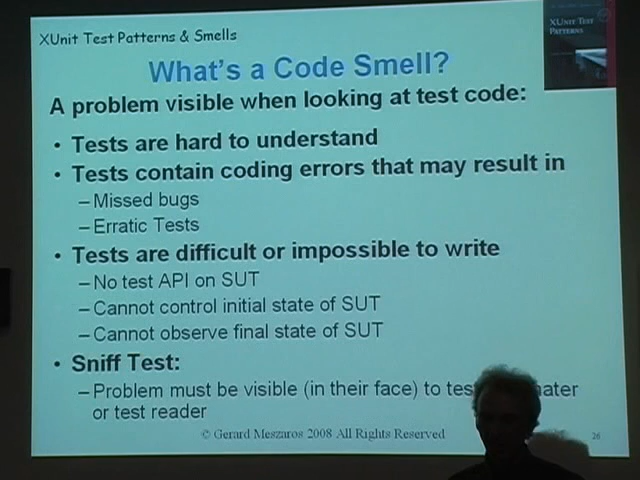 XUnit Test Patterns & Smells
XUNIT TEST
PATTERNS
What's a Code Smell?
A problem visible when looking at test code:
• Tests are hard to understand
• Tests contain coding errors that may result in
– Missed bugs
– Erratic Tests
• Tests are difficult or impossible to write
– No test API on SUT
– Cannot control initial state of SUT
– Cannot observe final state of SUT
• Sniff Test:
– Problem must be visible (in their face) to
or test reader
© Gerard Meszaros 2008 All Rights Reserved
26